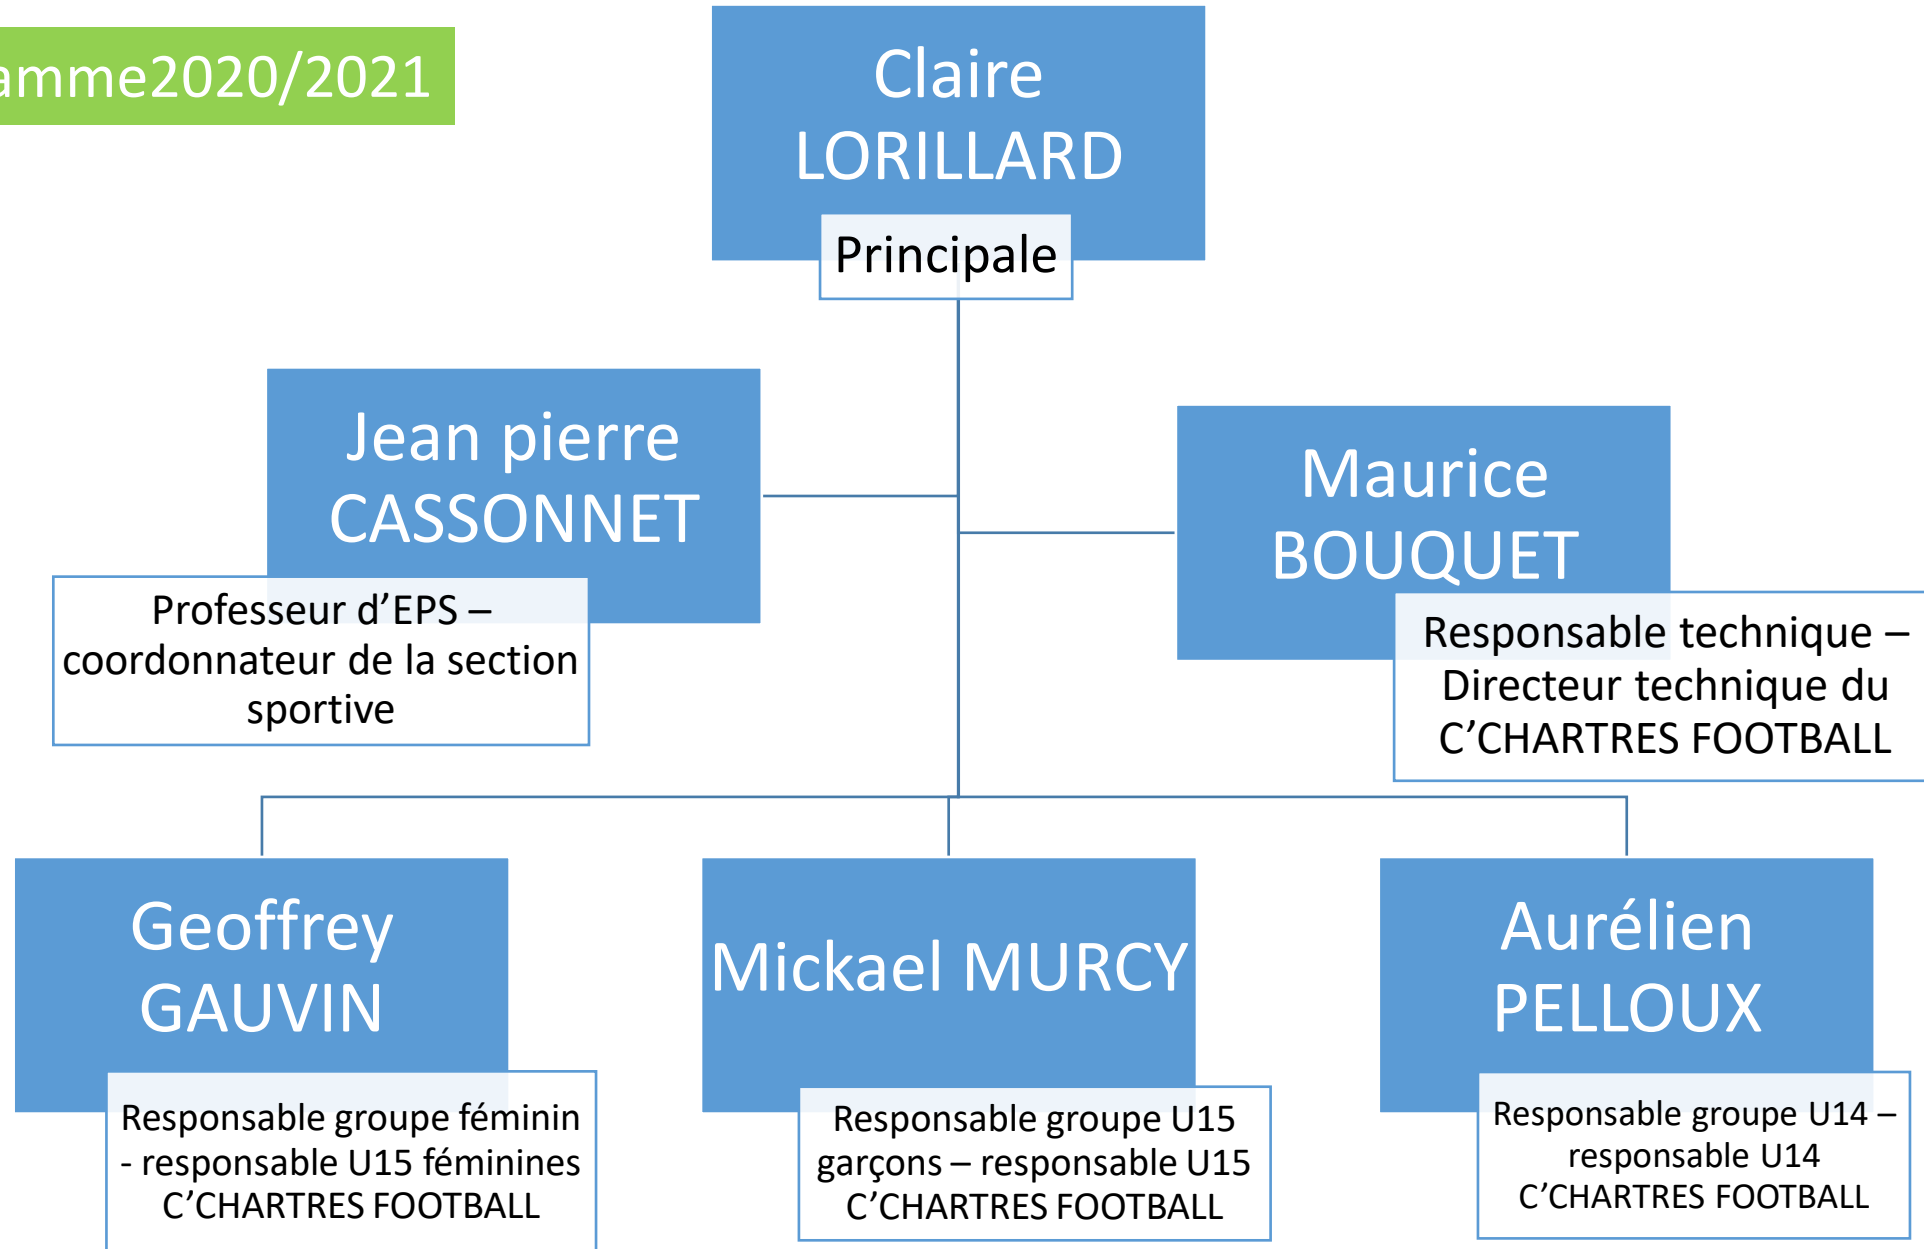 amme2020/2021
Claire
LORILLARD
Principale
Jean pierre
CASSONNET
Professeur d’EPS –
coordonnateur de la section
sportive
Maurice
BOUQUET
Responsable technique –
Directeur technique du
C’CHARTRES FOOTBALL
Geoffrey
GAUVIN
Responsable groupe féminin
- responsable U15 féminines
C’CHARTRES FOOTBALL
Mickael MURCY
Responsable groupe U15
garçons – responsable U15
C’CHARTRES FOOTBALL
Aurélien
PELLOUX
Responsable groupe U14 –
responsable U14
C’CHARTRES FOOTBALL